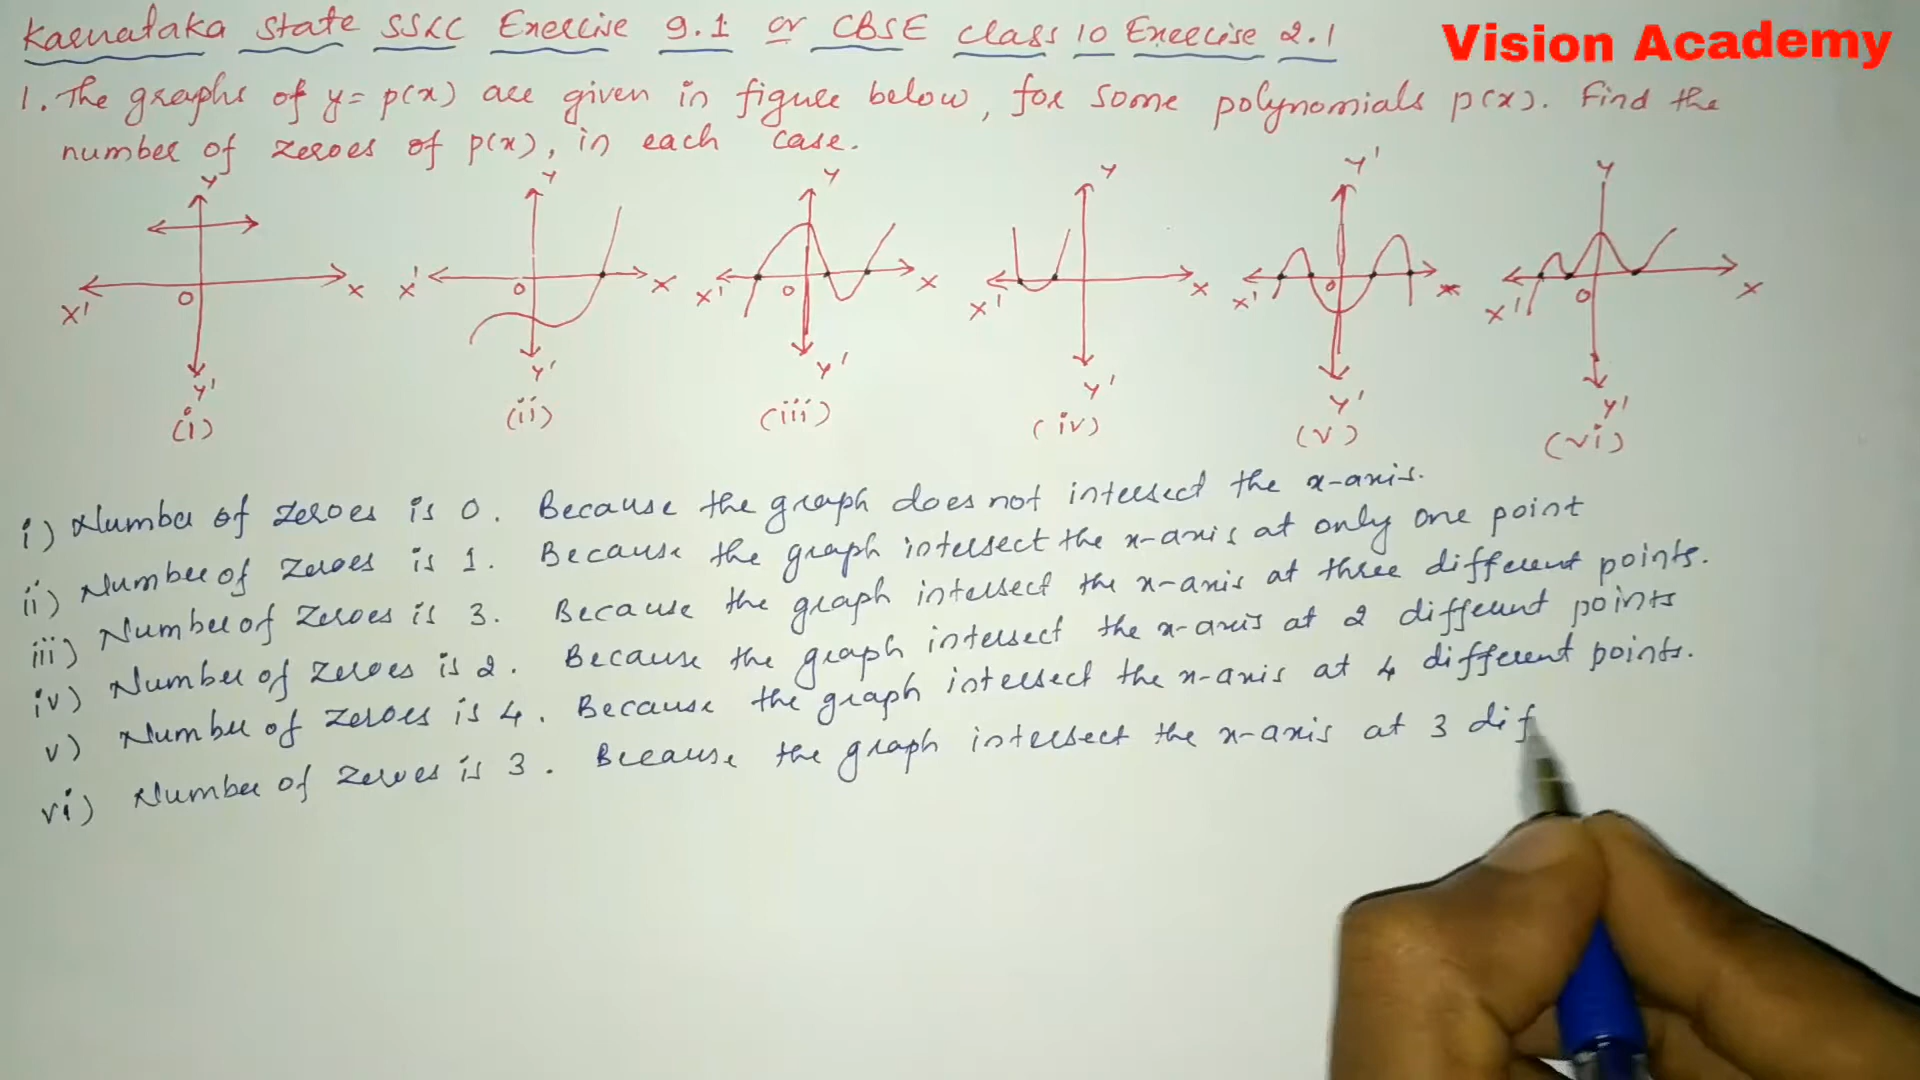 Karnataka State SSLC Exercise 9.1 or CBSE class 10 Exercise 2.1
Vision Academy
1. The graphs of y = p(x) are given in figure below, for some polynomials p(x). Find the
number of zeroes of p(x), in each case.
Y Y Y Y Y' Y
X' O X X' O X X' O X X' X X' O X X' O X
Y' Y' Y' Y' Y' Y'
(i) (ii) (iii) (iv) (v) (vi)
i) Number of zeroes is 0. Because the graph does not intersect the x-axis.
ii) Number of zeroes is 1. Because the graph intersect the x-axis at only one point
iii) Number of zeroes is 3. Because the graph intersect the x-axis at three different points.
iv) Number of zeroes is 2. Because the graph intersect the x-axis at 2 different points
v) Number of zeroes is 4. Because the graph intersect the x-axis at 4 different points.
vi) Number of zeroes is 3. Because the graph intersect the x-axis at 3 dif